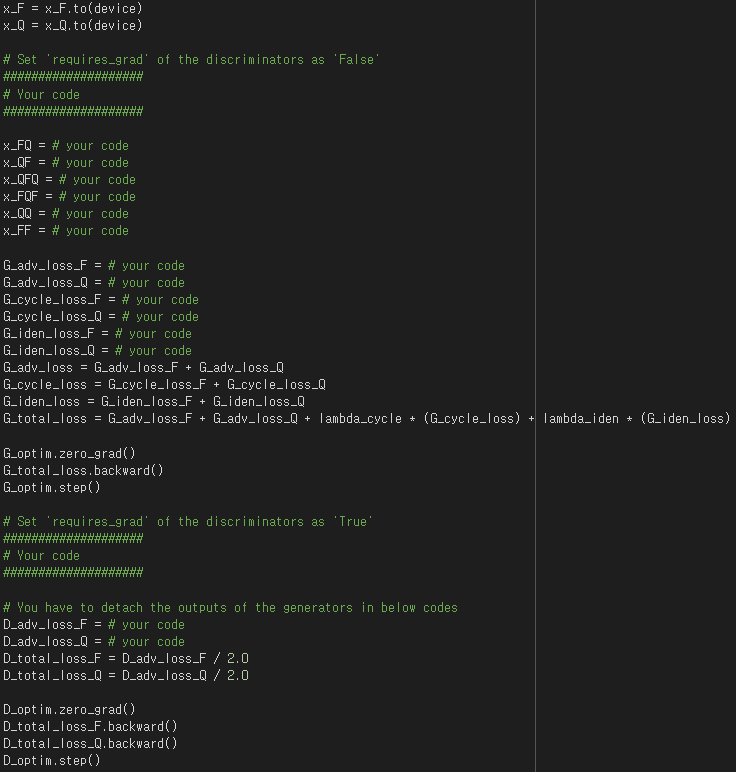 x_F = x_F.to(device)
x_Q = x_Q.to(device)
# Set `requires_grad` of the discriminators as `False`
####################
# Your code
####################
x_FQ = # your code
x_QF = # your code
x_QFQ = # your code
x_FQF = # your code
x_QQ = # your code
x_FF = # your code
G_adv_loss_F = # your code
G_adv_loss_Q = # your code
G_cycle_loss_F = # your code
G_cycle_loss_Q = # your code
G_iden_loss_F = # your code
G_iden_loss_Q = # your code
G_adv_loss = G_adv_loss_F + G_adv_loss_Q
G_cycle_loss = G_cycle_loss_F + G_cycle_loss_Q
G_iden_loss = G_iden_loss_F + G_iden_loss_Q
G_total_loss = G_adv_loss_F + G_adv_loss_Q + lambda_cycle * (G_cycle_loss) + lambda_iden * (G_iden_loss)
G_optim.zero_grad()
G_total_loss.backward()
G_optim.step()
# Set `requires_grad` of the discriminators as `True`
####################
# Your code
####################
# You have to detach the outputs of the generators in below codes
D_adv_loss_F = # your code
D_adv_loss_Q = # your code
D_total_loss_F = D_adv_loss_F / 2.0
D_total_loss_Q = D_adv_loss_Q / 2.0
D_optim.zero_grad()
D_total_loss_F.backward()
D_total_loss_Q.backward()
D_optim.step()